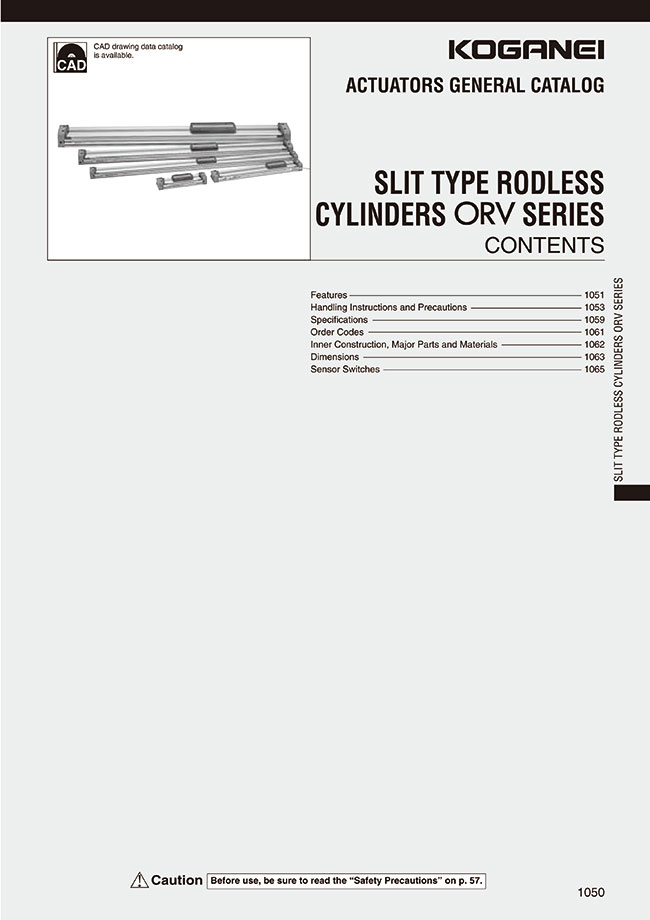 CAD drawing data catalog
is available.
CAD
KOGANEI
ACTUATORS GENERAL CATALOG
SLIT TYPE RODLESS
CYLINDERS ORV SERIES
CONTENTS
Features 1051
Handling Instructions and Precautions 1053
Specifications 1059
Order Codes 1061
Inner Construction, Major Parts and Materials 1062
Dimensions 1063
Sensor Switches 1065
SLIT TYPE RODLESS CYLINDERS ORV SERIES
Caution Before use, be sure to read the “Safety Precautions” on p. 57.
1050